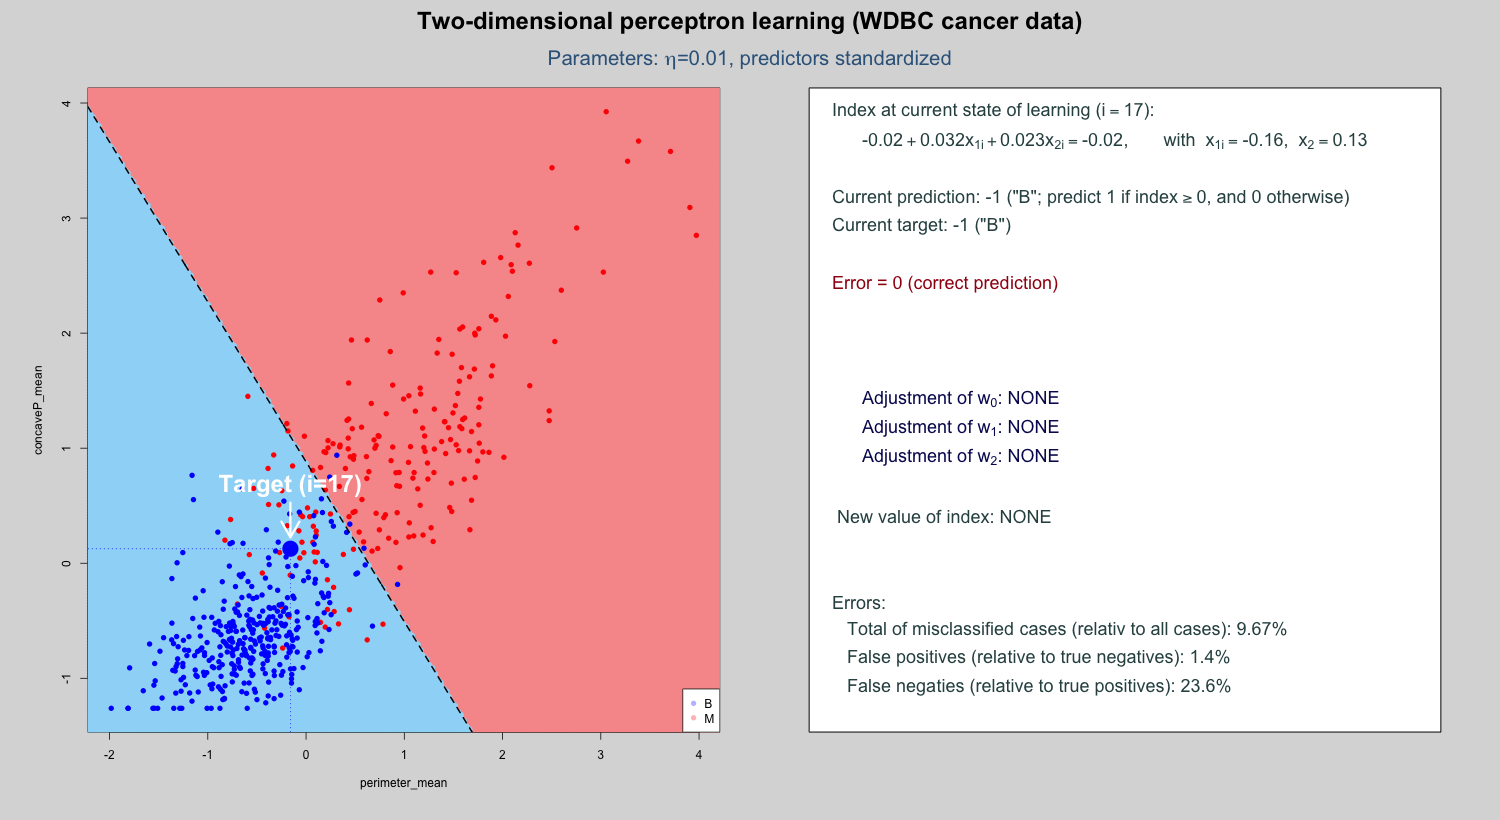 Two-dimensional perceptron learning (WDBC cancer data)
Parameters: η=0.01, predictors standardized
4
3
2
1
0
-1
concaveP_mean
Target (i=17)
B
M
-2 -1 0 1 2 3 4
perimeter_mean
Index at current state of learning (i = 17):
-0.02 + 0.032x1i + 0.023x2i = -0.02, with x1i = -0.16, x2 = 0.13
Current prediction: -1 ("B"; predict 1 if index ≥ 0, and 0 otherwise)
Current target: -1 ("B")
Error = 0 (correct prediction)
Adjustment of w0: NONE
Adjustment of w1: NONE
Adjustment of w2: NONE
New value of index: NONE
Errors:
Total of misclassified cases (relativ to all cases): 9.67%
False positives (relative to true negatives): 1.4%
False negaties (relative to true positives): 23.6%